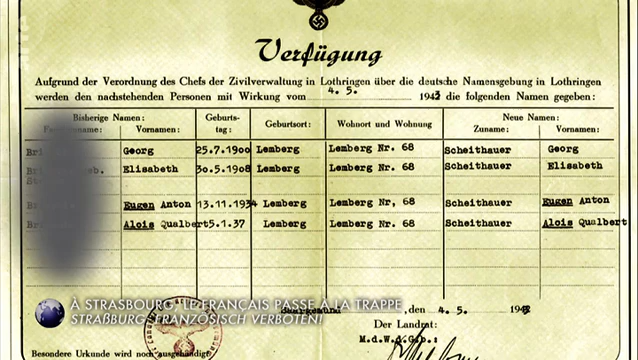 Verfügung
Aufgrund der Verordnung des Chefs der Zivilverwaltung in Lothringen über die deutsche Namensgebung in Lothringen
werden den nachstehenden Personen mit Wirkung vom 4. 5. 1943 die folgenden Namen gegeben:
Bisherige Namen: Geburts- Geburtsort: Wohnort und Wohnung Neue Namen:
Vornamen: tag: Zuname: Vornamen:
Georg 25.7.1900 Lemberg Lemberg Nr. 68 Scheithauer Georg
Elisabeth 30.5.1908 Lemberg Lemberg Nr. 68 Scheithauer Elisabeth
Eugen Anton 13.11.1934 Lemberg Lemberg Nr. 68 Scheithauer Eugen Anton
Alois Qualbert 5.1.37 Lemberg Lemberg Nr. 68 Scheithauer Alois Qualbert
À STRASBOURG, LE FRANÇAIS PASSE À LA TRAPPE
STRAßBURG: FRANZÖSISCH VERBOTEN!
,den 4. 5. 194
Der Landrat:
M.d.W.d.G.b.:
Besondere Urkunde wird noch ausgehändigt